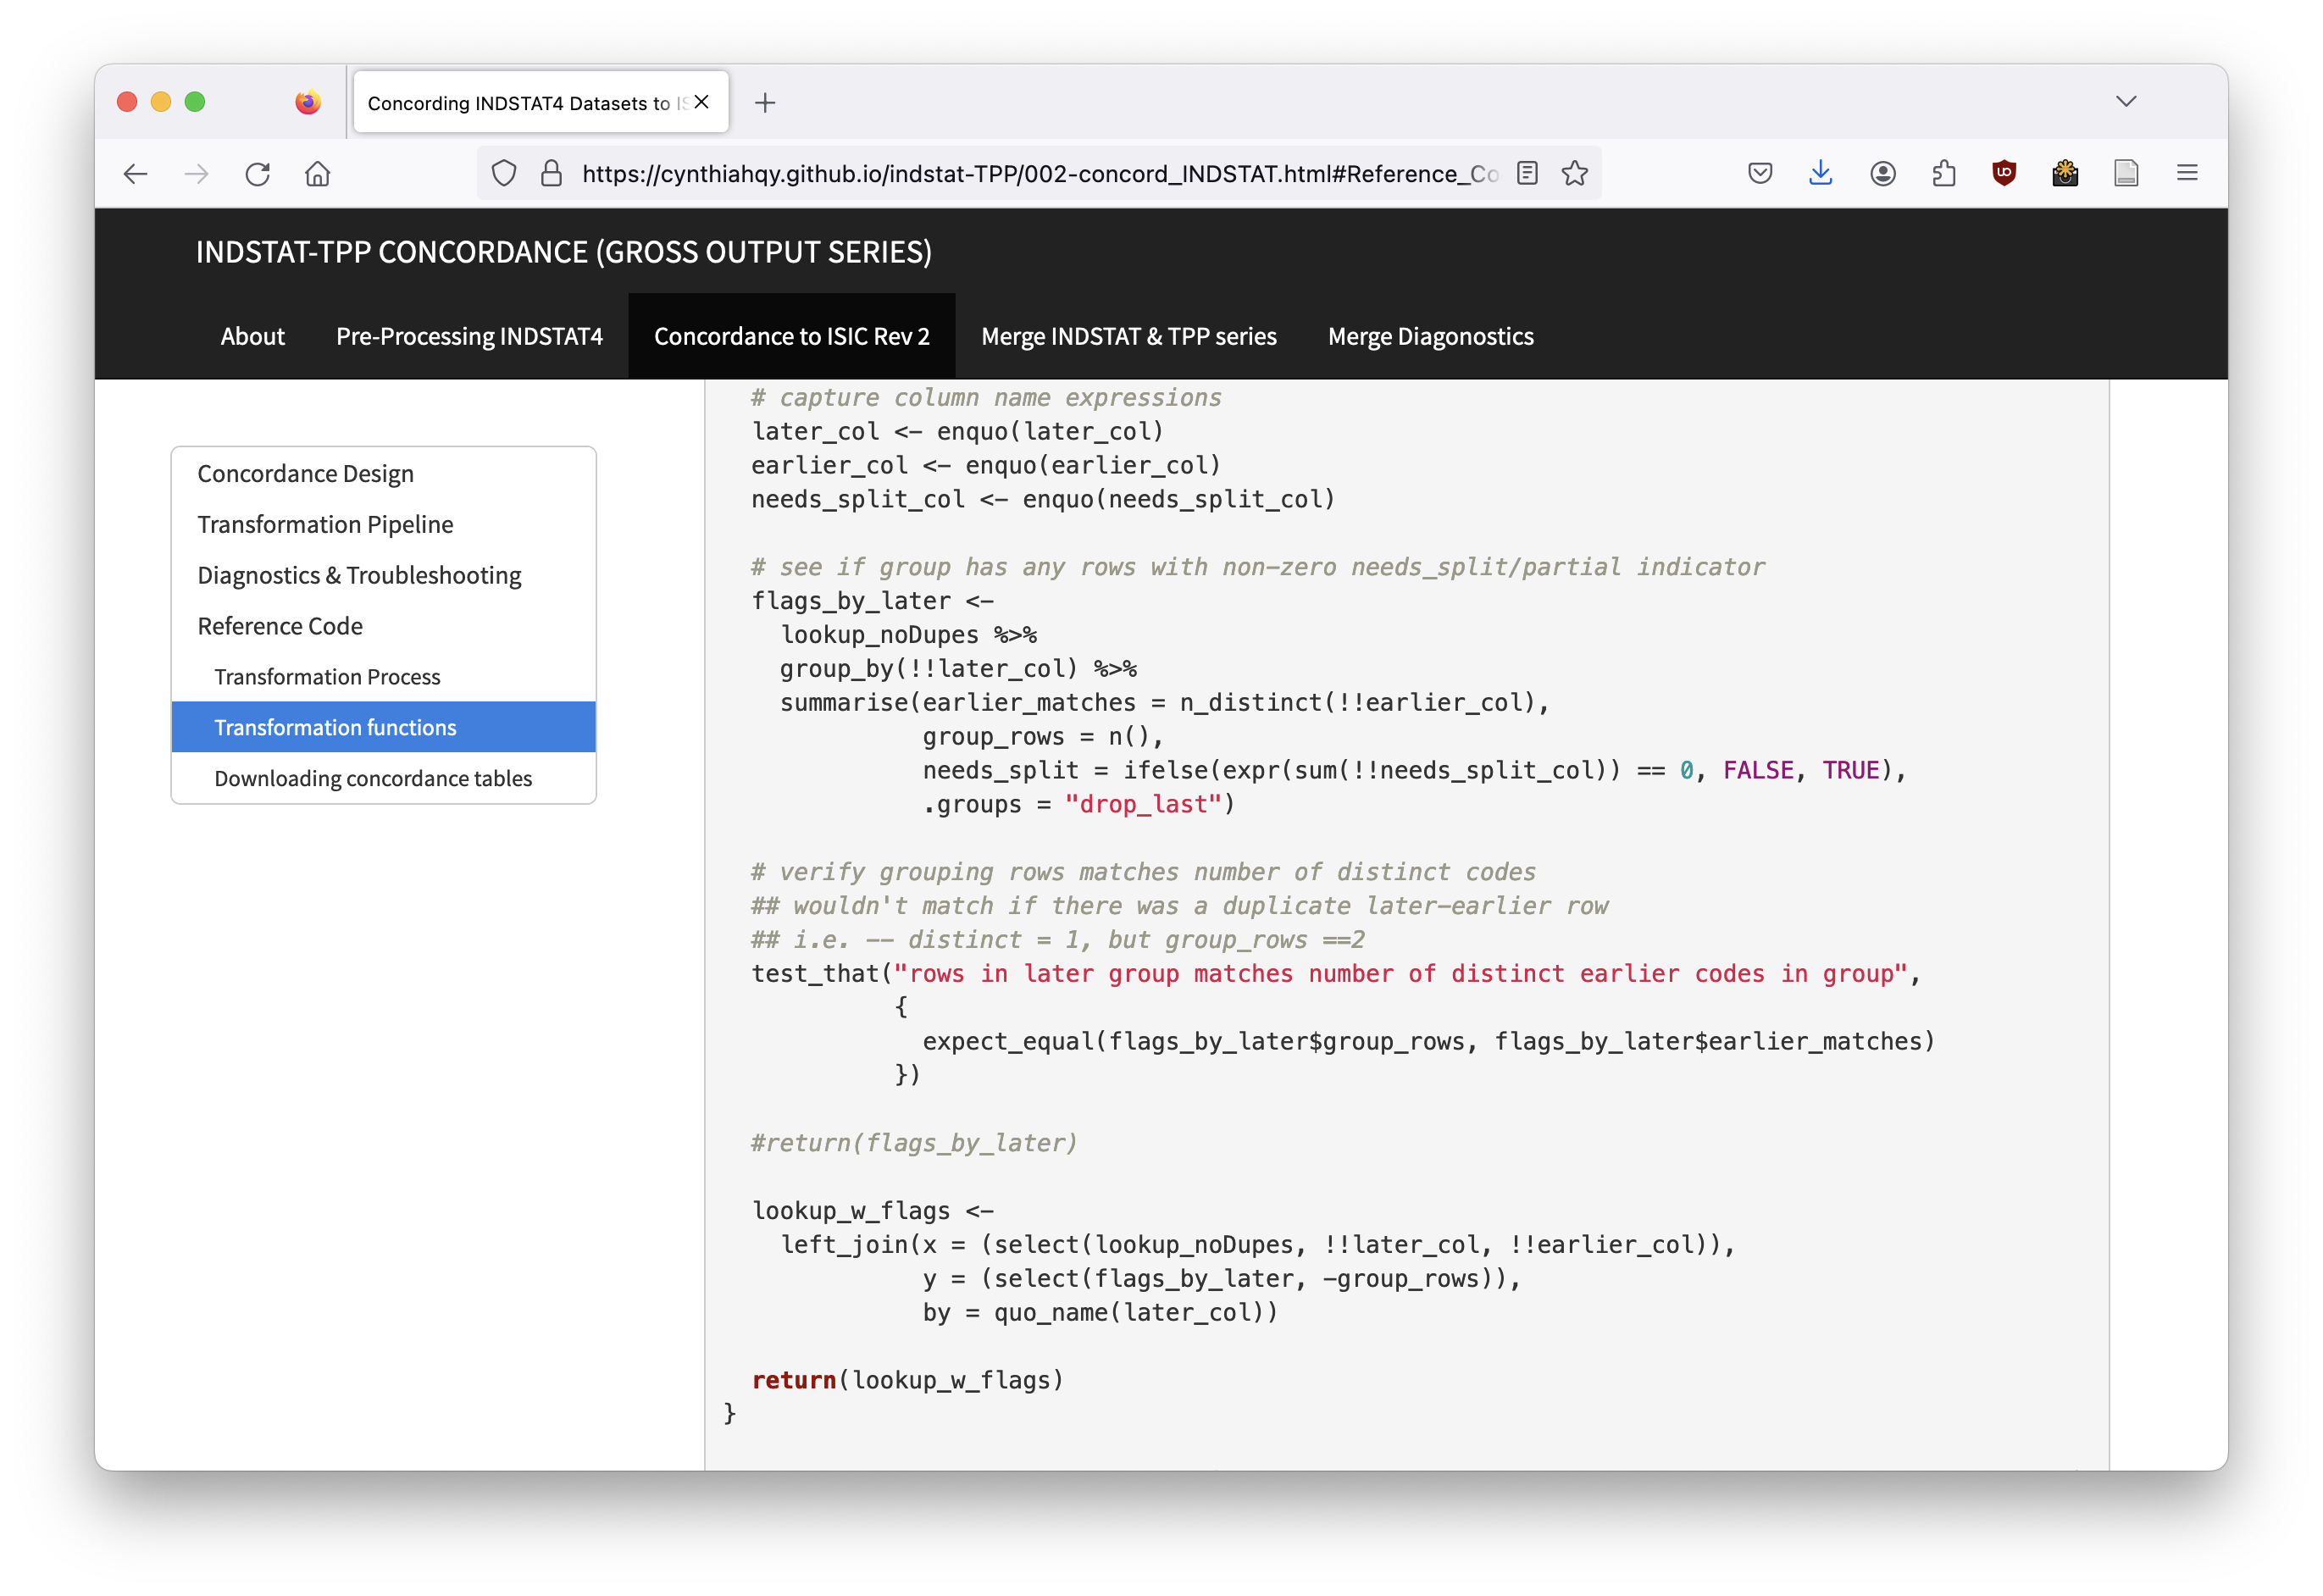 Concording INDSTAT4 Datasets to IS
https://cynthiahqy.github.io/indstat-TPP/002-concord_INDSTAT.html#Reference_Co
INDSTAT-TPP CONCORDANCE (GROSS OUTPUT SERIES)
About Pre-Processing INDSTAT4 Concordance to ISIC Rev 2 Merge INDSTAT & TPP series Merge Diagonostics
Concordance Design
Transformation Pipeline
Diagnostics & Troubleshooting
Reference Code
Transformation Process
Transformation functions
Downloading concordance tables
# capture column name expressions
later_col <- enquo(later_col)
earlier_col <- enquo(earlier_col)
needs_split_col <- enquo(needs_split_col)
# see if group has any rows with non-zero needs_split/partial indicator
flags_by_later <-
lookup_noDupes %>%
group_by(!!later_col) %>%
summarise(earlier_matches = n_distinct(!!earlier_col),
group_rows = n(),
needs_split = ifelse(expr(sum(!!needs_split_col)) == 0, FALSE, TRUE),
.groups = "drop_last")
# verify grouping rows matches number of distinct codes
## wouldn't match if there was a duplicate later-earlier row
## i.e. -- distinct = 1, but group_rows ==2
test_that("rows in later group matches number of distinct earlier codes in group",
{
expect_equal(flags_by_later$group_rows, flags_by_later$earlier_matches)
})
#return(flags_by_later)
lookup_w_flags <-
left_join(x = (select(lookup_noDupes, !!later_col, !!earlier_col)),
y = (select(flags_by_later, -group_rows)),
by = quo_name(later_col))
return(lookup_w_flags)
}